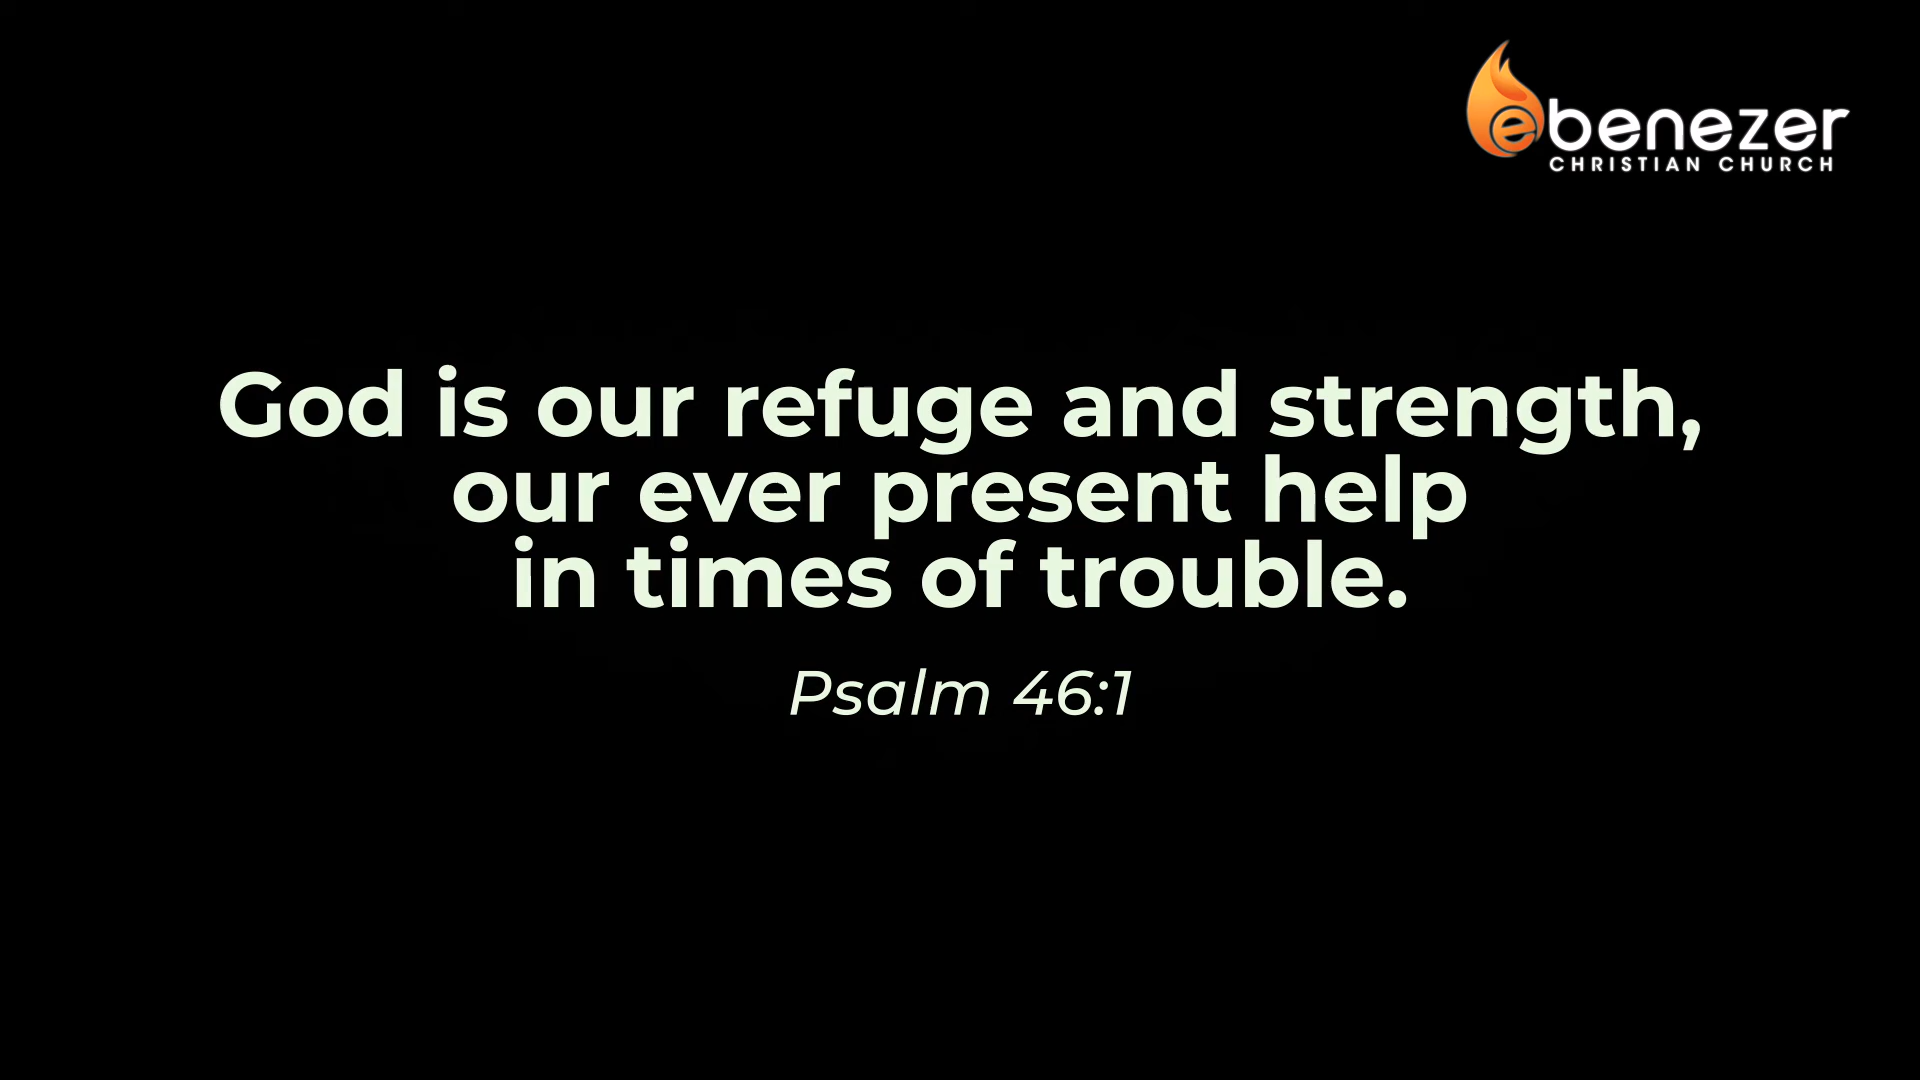 ebenezer
CHRISTIAN CHURCH
God is our refuge and strength,
our ever present help
in times of trouble.
Psalm 46:1